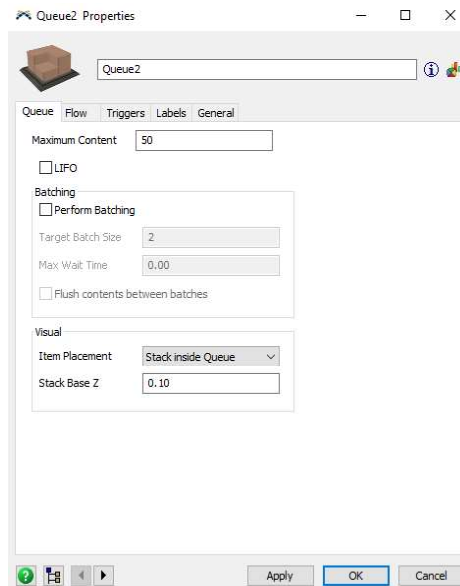 Queue2 Properties
Queue2
Queue Flow Triggers Labels General
Maximum Content 50
LIFO
Batching
Perform Batching
Target Batch Size 2
Max Wait Time 0.00
Flush contents between batches
Visual
Item Placement Stack inside Queue
Stack Base Z 0.10
Apply OK Cancel